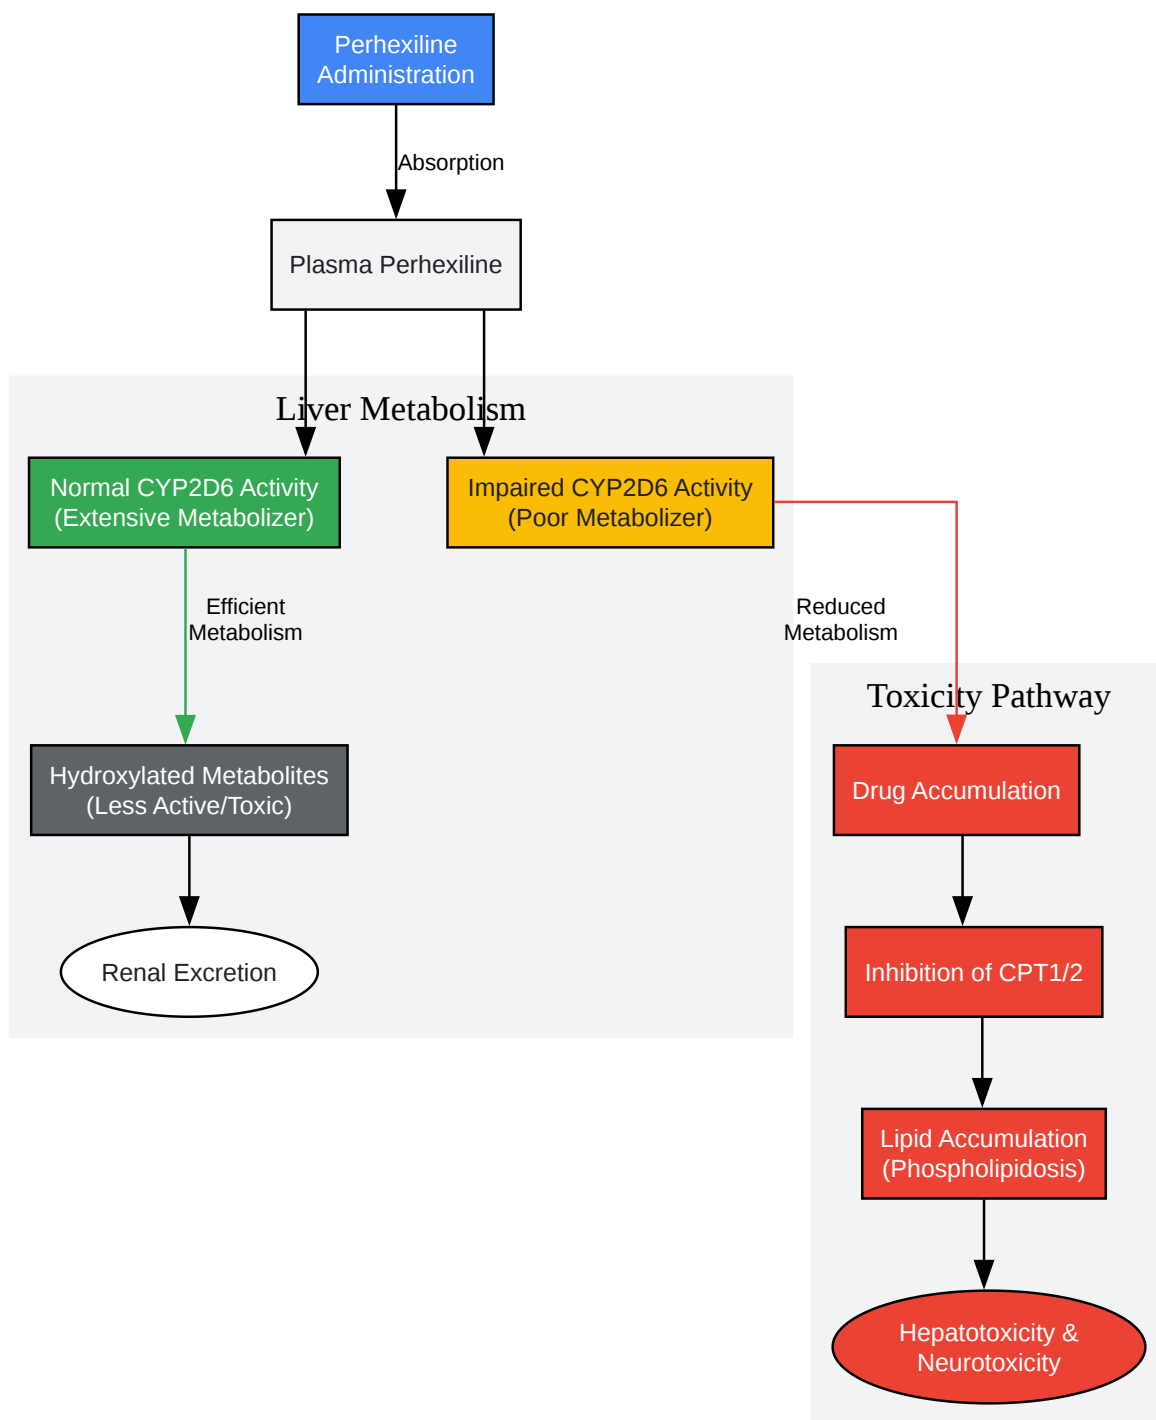 Perhexiline
Administration
Absorption
Plasma Perhexiline
Liver Metabolism
Normal CYP2D6 Activity
(Extensive Metabolizer)
Impaired CYP2D6 Activity
(Poor Metabolizer)
Efficient
Metabolism
Reduced
Metabolism
Toxicity Pathway
Hydroxylated Metabolites
(Less Active/Toxic)
Drug Accumulation
Renal Excretion
Inhibition of CPT1/2
Lipid Accumulation
(Phospholipidosis)
Hepatotoxicity &
Neurotoxicity